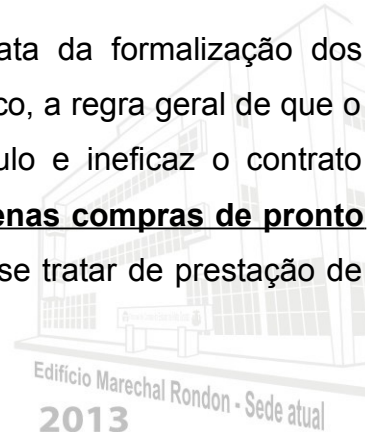 ata da formalização dos
co, a regra geral de que o
ulo e ineficaz o contrato
enas compras de pronto
se tratar de prestação de
Edifício Marechal Rondon - Sede atual
2013